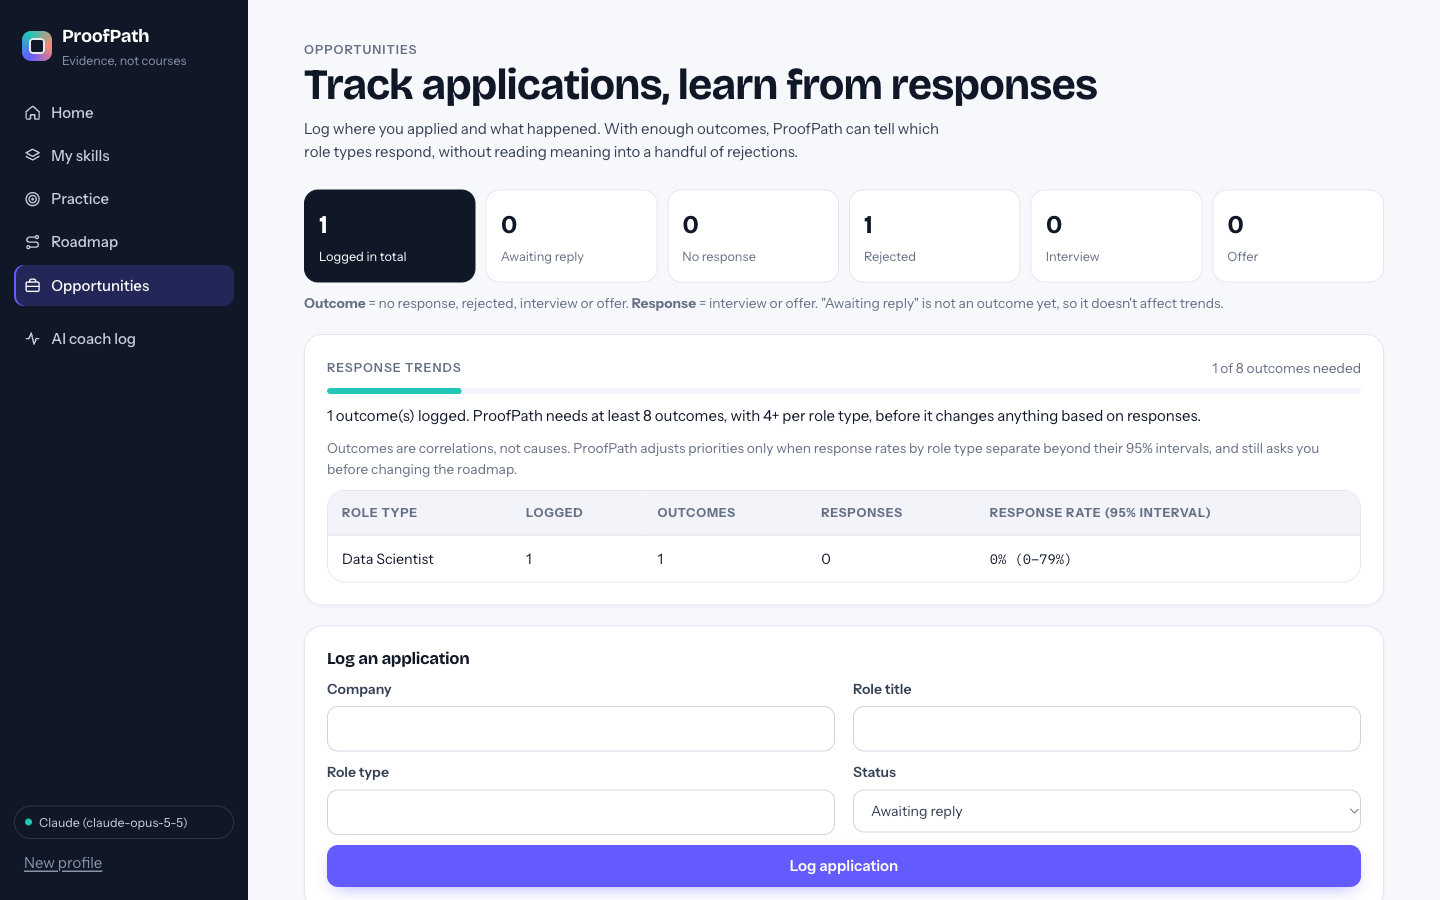 ProofPath
Evidence, not courses
Home
My skills
Practice
Roadmap
Opportunities
AI coach log
Claude (claude-opus-5-5)
New profile
OPPORTUNITIES
Track applications, learn from responses
Log where you applied and what happened. With enough outcomes, ProofPath can tell which
role types respond, without reading meaning into a handful of rejections.
1
Logged in total
0
Awaiting reply
0
No response
1
Rejected
0
Interview
0
Offer
Outcome = no response, rejected, interview or offer. Response = interview or offer. "Awaiting reply" is not an outcome yet, so it doesn't affect trends.
RESPONSE TRENDS
1 of 8 outcomes needed
1 outcome(s) logged. ProofPath needs at least 8 outcomes, with 4+ per role type, before it changes anything based on responses.
Outcomes are correlations, not causes. ProofPath adjusts priorities only when response rates by role type separate beyond their 95% intervals, and still asks you
before changing the roadmap.
ROLE TYPE LOGGED OUTCOMES RESPONSES RESPONSE RATE (95% INTERVAL)
Data Scientist 1 1 0 0% (0–79%)
Log an application
Company
Role title
Role type
Status
Awaiting reply
Log application